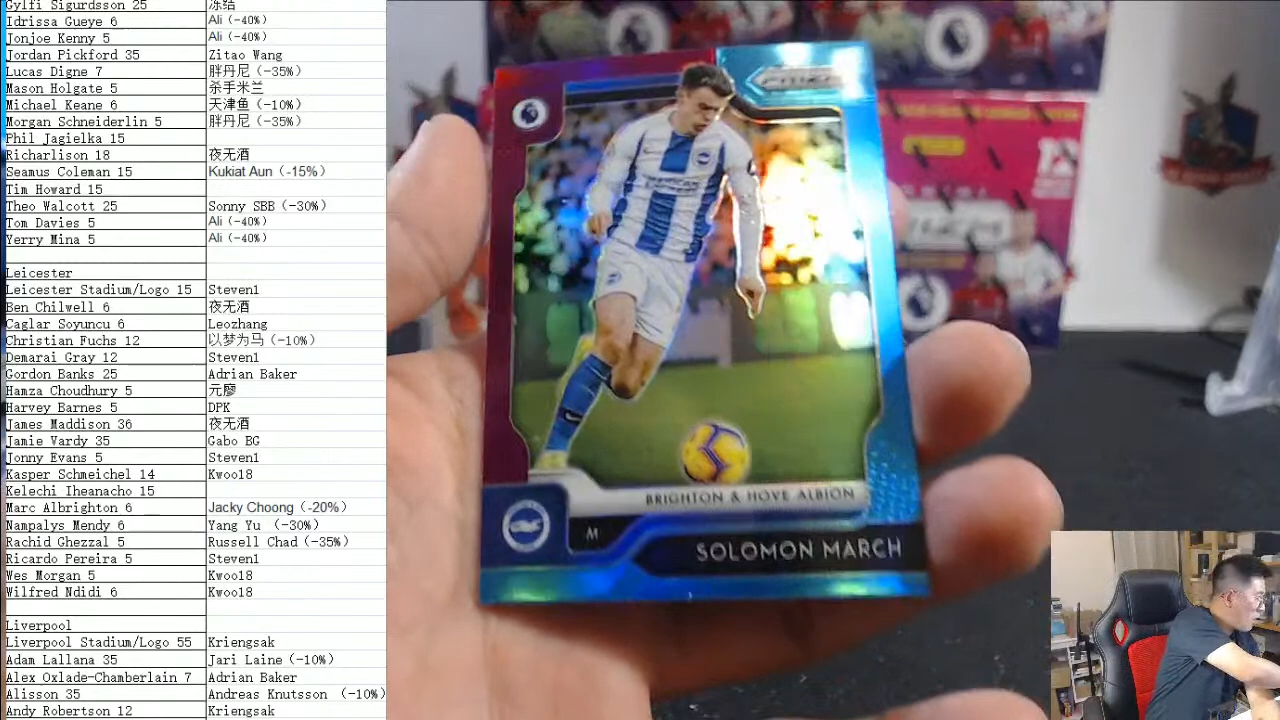 Gylfi Sigurdsson 25 冻结
Idrissa Gueye 6 Ali (-40%)
Jonjoe Kenny 5 Ali (-40%)
Jordan Pickford 35 Zitao Wang
Lucas Digne 7 胖丹尼(-35%)
Mason Holgate 5 杀手米兰
Michael Keane 6 天津鱼(-10%)
Morgan Schneiderlin 5 胖丹尼(-35%)
Phil Jagielka 15
Richarlison 18 夜无酒
Seamus Coleman 15 Kukiat Aun (-15%)
Tim Howard 15
Theo Walcott 25 Sonny SBB(-30%)
Tom Davies 5 Ali (-40%)
Yerry Mina 5 Ali (-40%)
Leicester
Leicester Stadium/Logo 15 Steven1
Ben Chilwell 6 夜无酒
Caglar Soyuncu 6 Leozhang
Christian Fuchs 12 以梦为马(-10%)
Demarai Gray 12 Steven1
Gordon Banks 25 Adrian Baker
Hamza Choudhury 5 元廖
Harvey Barnes 5 DPK
James Maddison 36 夜无酒
Jamie Vardy 35 Gabo BG
Jonny Evans 5 Steven1
Kasper Schmeichel 14 Kwoo18
Kelechi Iheanacho 15
Marc Albrighton 6 Jacky Choong (-20%)
Nampalys Mendy 6 Yang Yu (-30%)
Rachid Ghezzal 5 Russell Chad(-35%)
Ricardo Pereira 5 Steven1
Wes Morgan 5 Kwoo18
Wilfred Ndidi 6 Kwoo18
Liverpool
Liverpool Stadium/Logo 55 Kriengsak
Adam Lallana 35 Jari Laine(-10%)
Alex Oxlade-Chamberlain 7 Adrian Baker
Alisson 35 Andreas Knutsson (-10%)
Andy Robertson 12 Kriengsak
PRIZM
BRIGHTON & HOVE ALBION
M
SOLOMON MARCH